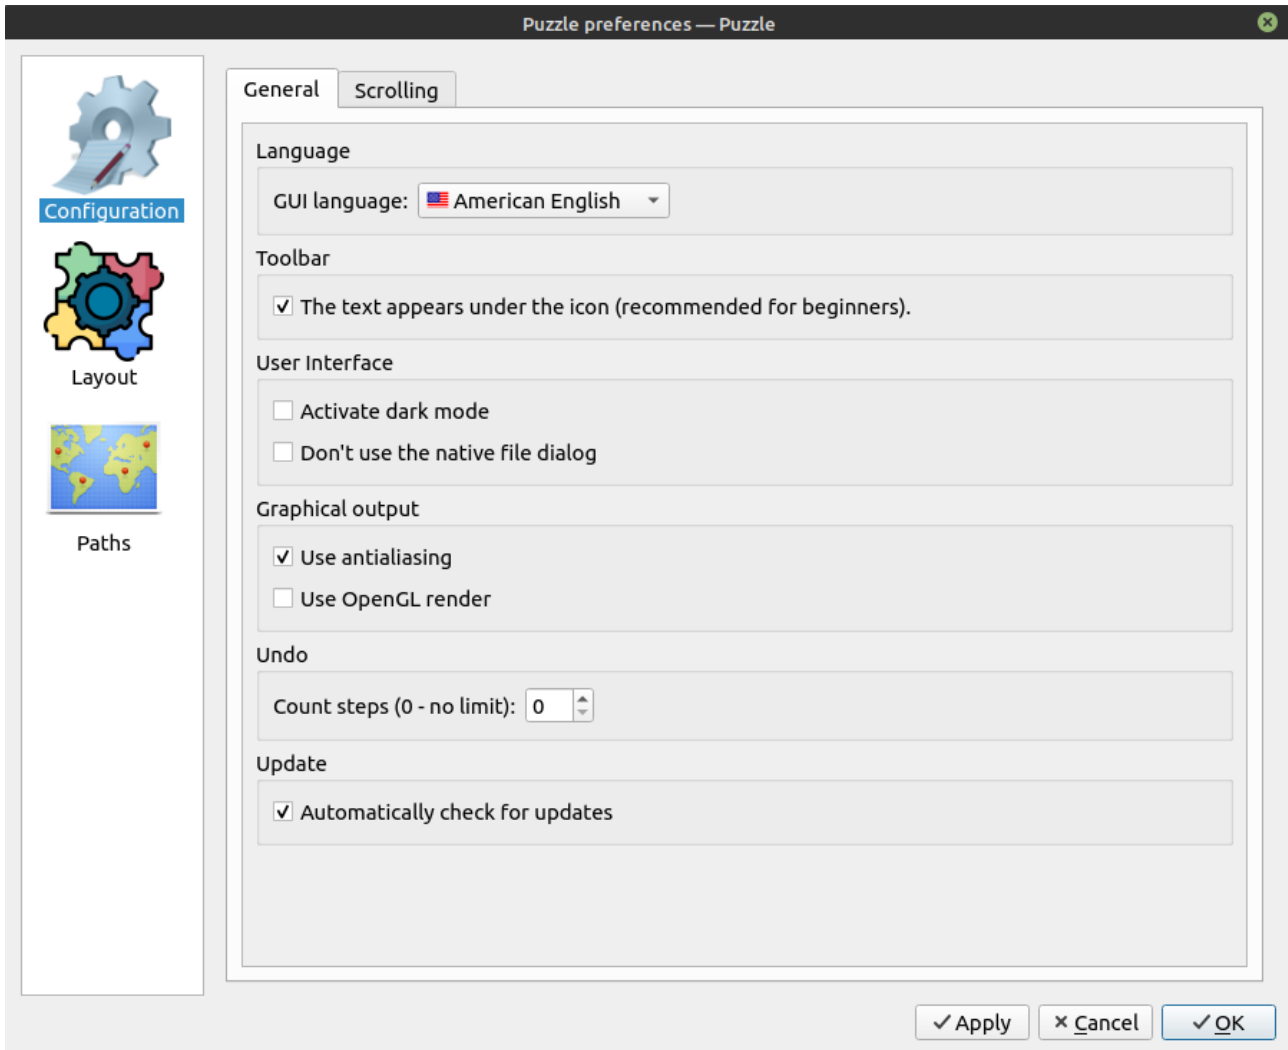 Puzzle preferences — Puzzle
Configuration
Layout
Paths
General
Scrolling
Language
GUI language: American English
Toolbar
The text appears under the icon (recommended for beginners).
User Interface
Activate dark mode
Don't use the native file dialog
Graphical output
Use antialiasing
Use OpenGL render
Undo
Count steps (0 - no limit): 0
Update
Automatically check for updates
Apply
Cancel
OK